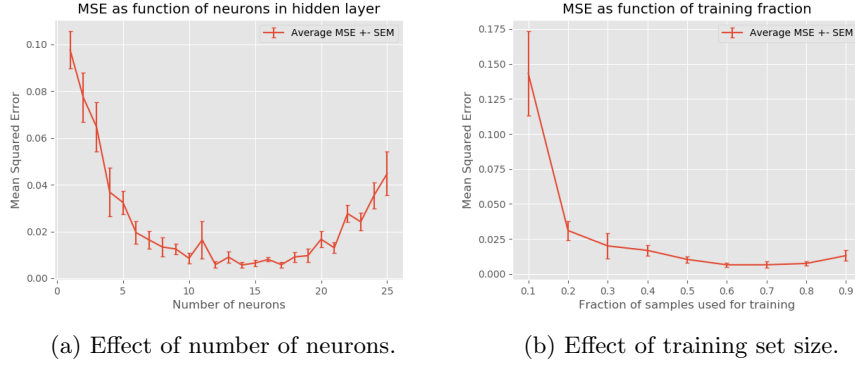 MSE as function of neurons in hidden layer
Average MSE +- SEM
Mean Squared Error
0.10
0.08
0.06
0.04
0.02
0.00
0 5 10 15 20 25
Number of neurons
(a) Effect of number of neurons.
MSE as function of training fraction
Average MSE +- SEM
Mean Squared Error
0.175
0.150
0.125
0.100
0.075
0.050
0.025
0.000
0.1 0.2 0.3 0.4 0.5 0.6 0.7 0.8 0.9
Fraction of samples used for training
(b) Effect of training set size.